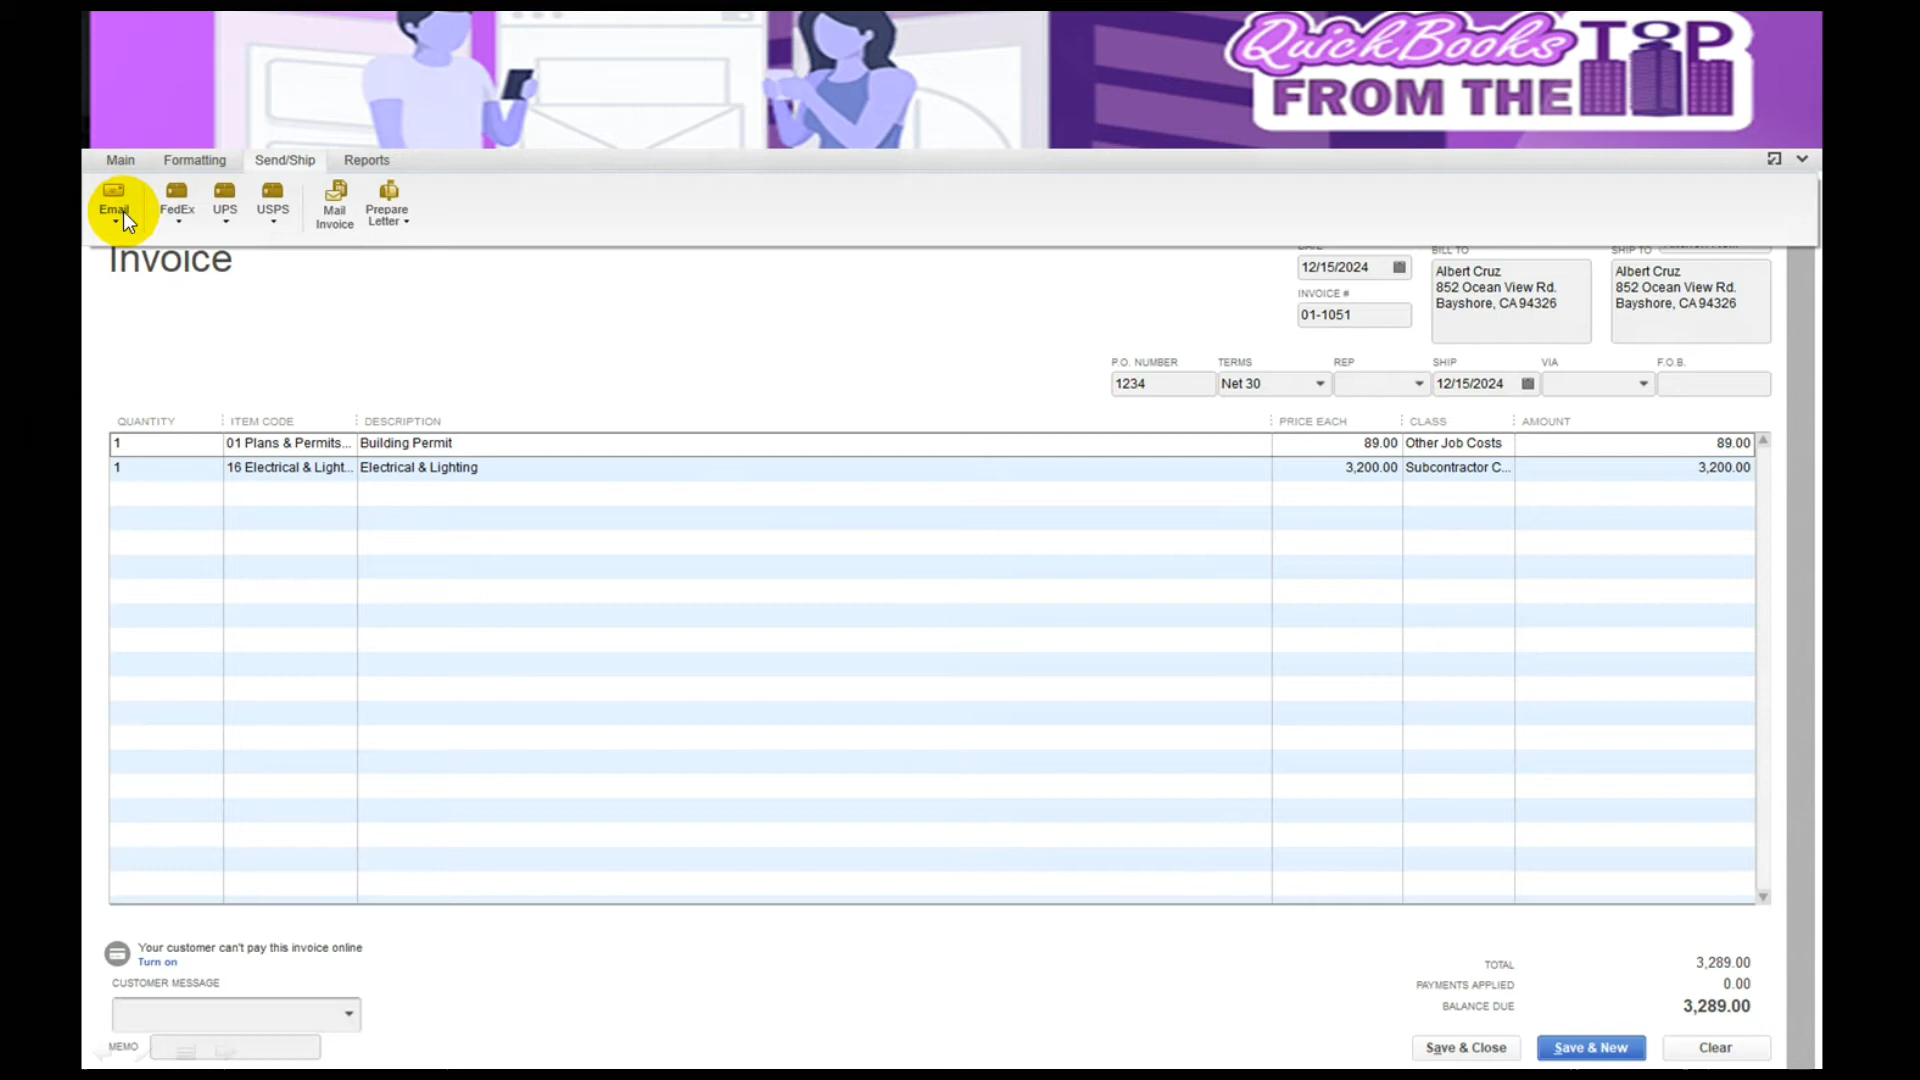 QuickBooks TOP
FROM THE
Main Formatting Send/Ship Reports
Email FedEx UPS USPS Mail Invoice Prepare Letter
Invoice
DATE BILL TO SHIP TO
12/15/2024 Albert Cruz Albert Cruz
852 Ocean View Rd. 852 Ocean View Rd.
INVOICE # Bayshore, CA 94326 Bayshore, CA 94326
01-1051
P.O. NUMBER TERMS REP SHIP VIA F.O.B.
1234 Net 30 12/15/2024
QUANTITY ITEM CODE DESCRIPTION PRICE EACH CLASS AMOUNT
1 01 Plans & Permits... Building Permit 89.00 Other Job Costs 89.00
1 16 Electrical & Light... Electrical & Lighting 3,200.00 Subcontractor C... 3,200.00
Your customer can't pay this invoice online
Turn on
TOTAL 3,289.00
CUSTOMER MESSAGE PAYMENTS APPLIED 0.00
BALANCE DUE 3,289.00
MEMO Save & Close Save & New Clear